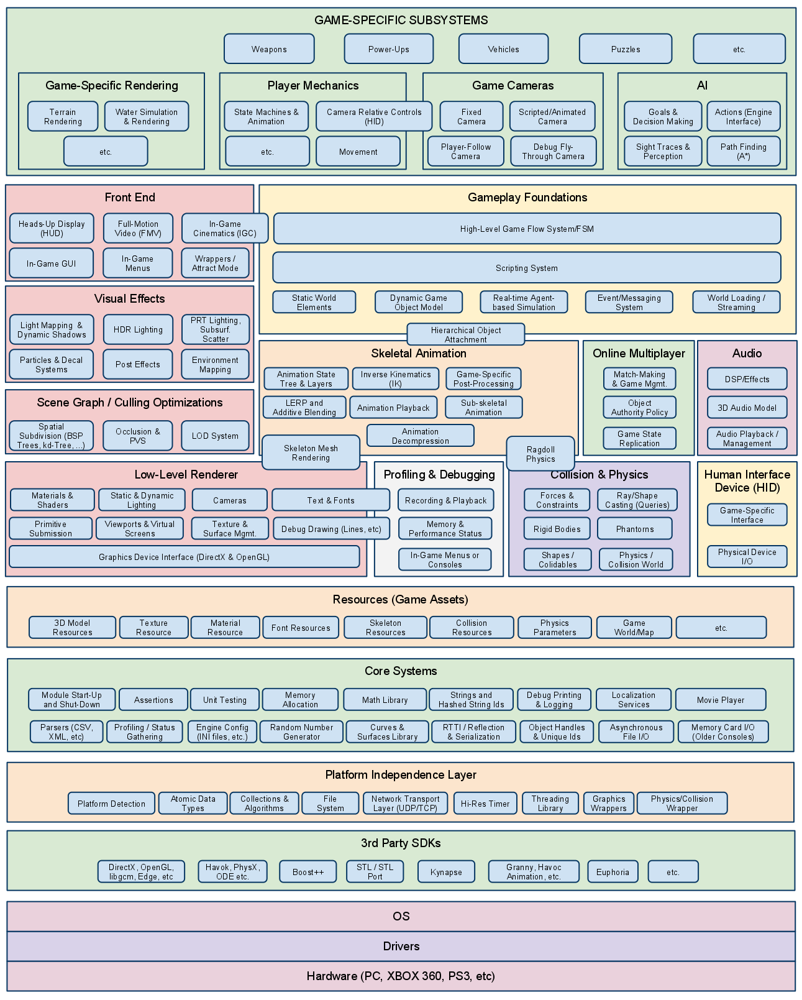 GAME-SPECIFIC SUBSYSTEMS
Weapons
Power-Ups
Vehicles
Puzzles
etc.
Game-Specific Rendering
Terrain
Rendering
Water Simulation
& Rendering
etc.
Player Mechanics
State Machines &
Animation
Camera Relative Controls
(HID)
etc.
Movement
Game Cameras
Fixed
Camera
Scripted/Animated
Camera
Player-Follow
Camera
Debug Fly-
Through Camera
AI
Goals &
Decision Making
Actions (Engine
Interface)
Sight Traces &
Perception
Path Finding
(A*)
Front End
Heads-Up Display
(HUD)
Full-Motion
Video (FMV)
In-Game
Cinematics (IGC)
In-Game GUI
In-Game
Menus
Wrappers /
Attract Mode
Gameplay Foundations
High-Level Game Flow System/FSM
Scripting System
Static World
Elements
Dynamic Game
Object Model
Real-time Agent-
based Simulation
Event/Messaging
System
World Loading /
Streaming
Hierarchical Object
Attachment
Visual Effects
Light Mapping &
Dynamic Shadows
HDR Lighting
PRT Lighting,
Subsurf.
Scatter
Particles & Decal
Systems
Post Effects
Environment
Mapping
Skeletal Animation
Animation State
Tree & Layers
Inverse Kinematics
(IK)
Game-Specific
Post-Processing
LERP and
Additive Blending
Animation Playback
Sub-skeletal
Animation
Animation
Decompression
Skeleton Mesh
Rendering
Ragdoll
Physics
Online Multiplayer
Match-Making
& Game Mgmt.
Object
Authority Policy
Game State
Replication
Audio
DSP/Effects
3D Audio Model
Audio Playback /
Management
Scene Graph / Culling Optimizations
Spatial
Subdivision (BSP
Trees, kd-Tree, ...)
Occlusion &
PVS
LOD System
Low-Level Renderer
Materials &
Shaders
Static & Dynamic
Lighting
Cameras
Text & Fonts
Primitive
Submission
Viewports & Virtual
Screens
Texture &
Surface Mgmt.
Debug Drawing (Lines, etc)
Graphics Device Interface (DirectX & OpenGL)
Profiling & Debugging
Recording & Playback
Memory &
Performance Status
In-Game Menus or
Consoles
Collision & Physics
Forces &
Constraints
Ray/Shape
Casting (Queries)
Rigid Bodies
Phantorns
Shapes /
Colidables
Physics /
Collision World
Human Interface
Device (HID)
Game-Specific
Interface
Physical Device
I/O
Resources (Game Assets)
3D Model
Resources
Texture
Resource
Material
Resource
Font Resources
Skeleton
Resources
Collision
Resources
Physics
Parameters
Game
World/Map
etc.
Core Systems
Module Start-Up
and Shut-Down
Assertions
Unit Testing
Memory
Allocation
Math Library
Strings and
Hashed String Ids
Debug Printing
& Logging
Localization
Services
Movie Player
Parsers (CSV,
XML, etc)
Profiling / Status
Gathering
Engine Config
(INI files, etc.)
Random Number
Generator
Curves &
Surfaces Library
RTTI / Reflection
& Serialization
Object Handles
& Unique Ids
Asynchronous
File I/O
Memory Card I/O
(Older Consoles)
Platform Independence Layer
Platform Detection
Atomic Data
Types
Collections &
Algorithms
File
System
Network Transport
Layer (UDP/TCP)
Hi-Res Timer
Threading
Library
Graphics
Wrappers
Physics/Collision
Wrapper
3rd Party SDKs
DirectX, OpenGL,
libgcm, Edge, etc
Havok, PhysX,
ODE etc.
Boost++
STL / STL
Port
Kynapse
Granny, Havoc
Animation, etc.
Euphoria
etc.
OS
Drivers
Hardware (PC, XBOX 360, PS3, etc)